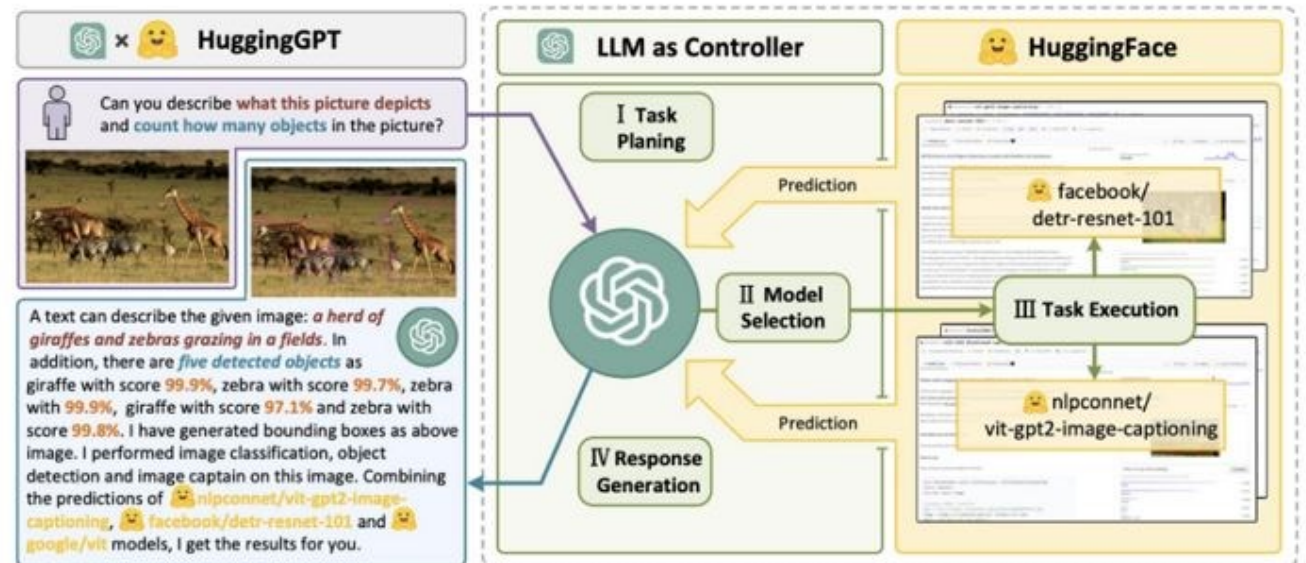 HuggingGPT
Can you describe what this picture depicts
and count how many objects in the picture?
A text can describe the given image: a herd of
giraffes and zebras grazing in a fields. In
addition, there are five detected objects as
giraffe with score 99.9%, zebra with score 99.7%, zebra
with 99.9%, giraffe with score 97.1% and zebra with
score 99.8%. I have generated bounding boxes as above
image. I performed image classification, object
detection and image captain on this image. Combining
the predictions of nlpconnect/vit-gpt2-image-
captioning, facebook/detr-resnet-101 and
google/vit models, I get the results for you.
LLM as Controller
I Task
Planing
Prediction
II Model
Selection
Prediction
IV Response
Generation
HuggingFace
facebook/
detr-resnet-101
III Task Execution
nlpconnect/
vit-gpt2-image-captioning